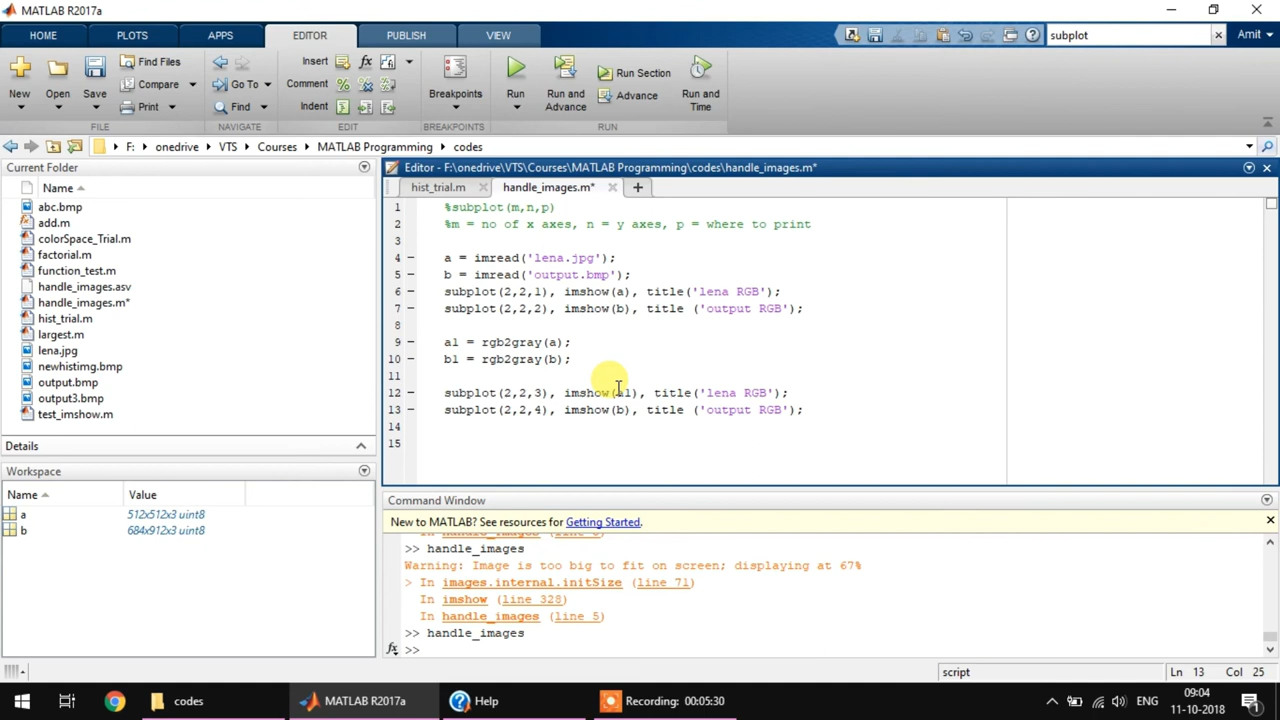 MATLAB R2017a
HOME PLOTS APPS EDITOR PUBLISH VIEW subplot Amit
New Open Save Find Files Compare Print Go To Find Insert fx Comment % Indent Breakpoints Run Run and Advance Run Section Advance Run and Time
FILE NAVIGATE EDIT BREAKPOINTS RUN
F: onedrive VTS Courses MATLAB Programming codes
Current Folder
Name
abc.bmp
add.m
colorSpace_Trial.m
factorial.m
function_test.m
handle_images.asv
handle_images.m*
hist_trial.m
largest.m
lena.jpg
newhistimg.bmp
output.bmp
output3.bmp
test_imshow.m
Details
Workspace
Name Value
a 512x512x3 uint8
b 684x912x3 uint8
Editor - F:\onedrive\VTS\Courses\MATLAB Programming\codes\handle_images.m*
hist_trial.m handle_images.m*
1 %subplot(m,n,p)
2 %m = no of x axes, n = y axes, p = where to print
3
4 a = imread('lena.jpg');
5 b = imread('output.bmp');
6 subplot(2,2,1), imshow(a), title('lena RGB');
7 subplot(2,2,2), imshow(b), title ('output RGB');
8
9 a1 = rgb2gray(a);
10 b1 = rgb2gray(b);
11
12 subplot(2,2,3), imshow(a1), title('lena RGB');
13 subplot(2,2,4), imshow(b), title ('output RGB');
14
15
Command Window
New to MATLAB? See resources for Getting Started.
>> handle_images
Warning: Image is too big to fit on screen; displaying at 67%
> In images.internal.initSize (line 71)
In imshow (line 328)
In handle_images (line 5)
>> handle_images
fx >>
script Ln 13 Col 25
codes MATLAB R2017a Help Recording: 00:05:30 ENG 09:04
11-10-2018